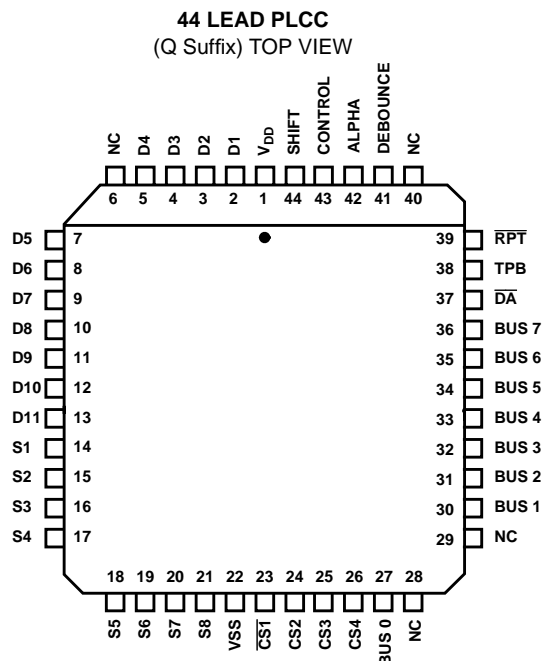 44 LEAD PLCC
(Q Suffix) TOP VIEW
NC D4 D3 D2 D1 VDD SHIFT CONTROL ALPHA DEBOUNCE NC
6 5 4 3 2 1 44 43 42 41 40
D5 7 39 R̅P̅T̅
D6 8 38 TPB
D7 9 37 D̅A̅
D8 10 36 BUS 7
D9 11 35 BUS 6
D10 12 34 BUS 5
D11 13 33 BUS 4
S1 14 32 BUS 3
S2 15 31 BUS 2
S3 16 30 BUS 1
S4 17 29 NC
18 19 20 21 22 23 24 25 26 27 28
S5 S6 S7 S8 VSS C̅S̅1̅ CS2 CS3 CS4 BUS 0 NC